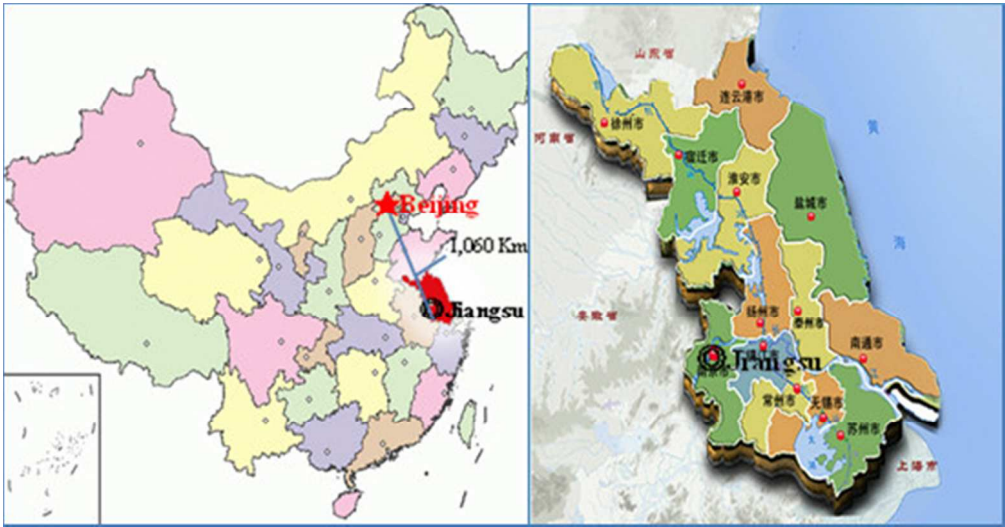 Beijing
1,060 Km
Jiangsu
山东省
连云港市
徐州市
河南省
宿迁市
淮安市
黄
盐城市
海
安徽省
扬州市
泰州市
南通市
Jiangsu
常州市
无锡市
苏州市
上海市